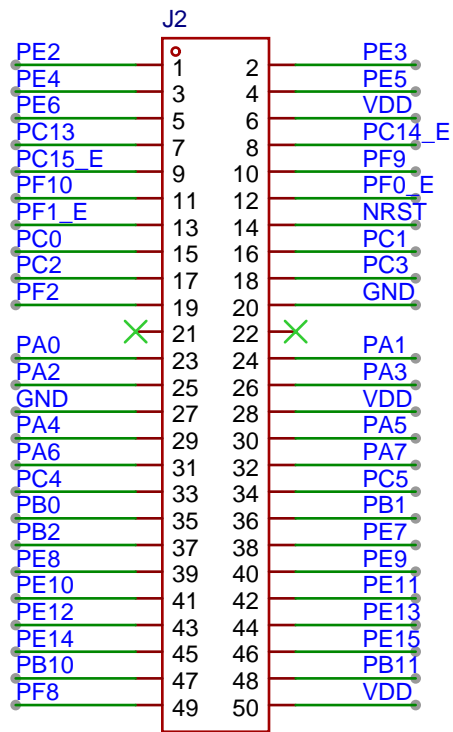 J2
PE2 1 2 PE3
PE4 3 4 PE5
PE6 5 6 VDD
PC13 7 8 PC14_E
PC15_E 9 10 PF9
PF10 11 12 PF0_E
PF1_E 13 14 NRST
PC0 15 16 PC1
PC2 17 18 PC3
PF2 19 20 GND
21 22
PA0 23 24 PA1
PA2 25 26 PA3
GND 27 28 VDD
PA4 29 30 PA5
PA6 31 32 PA7
PC4 33 34 PC5
PB0 35 36 PB1
PB2 37 38 PE7
PE8 39 40 PE9
PE10 41 42 PE11
PE12 43 44 PE13
PE14 45 46 PE15
PB10 47 48 PB11
PF8 49 50 VDD